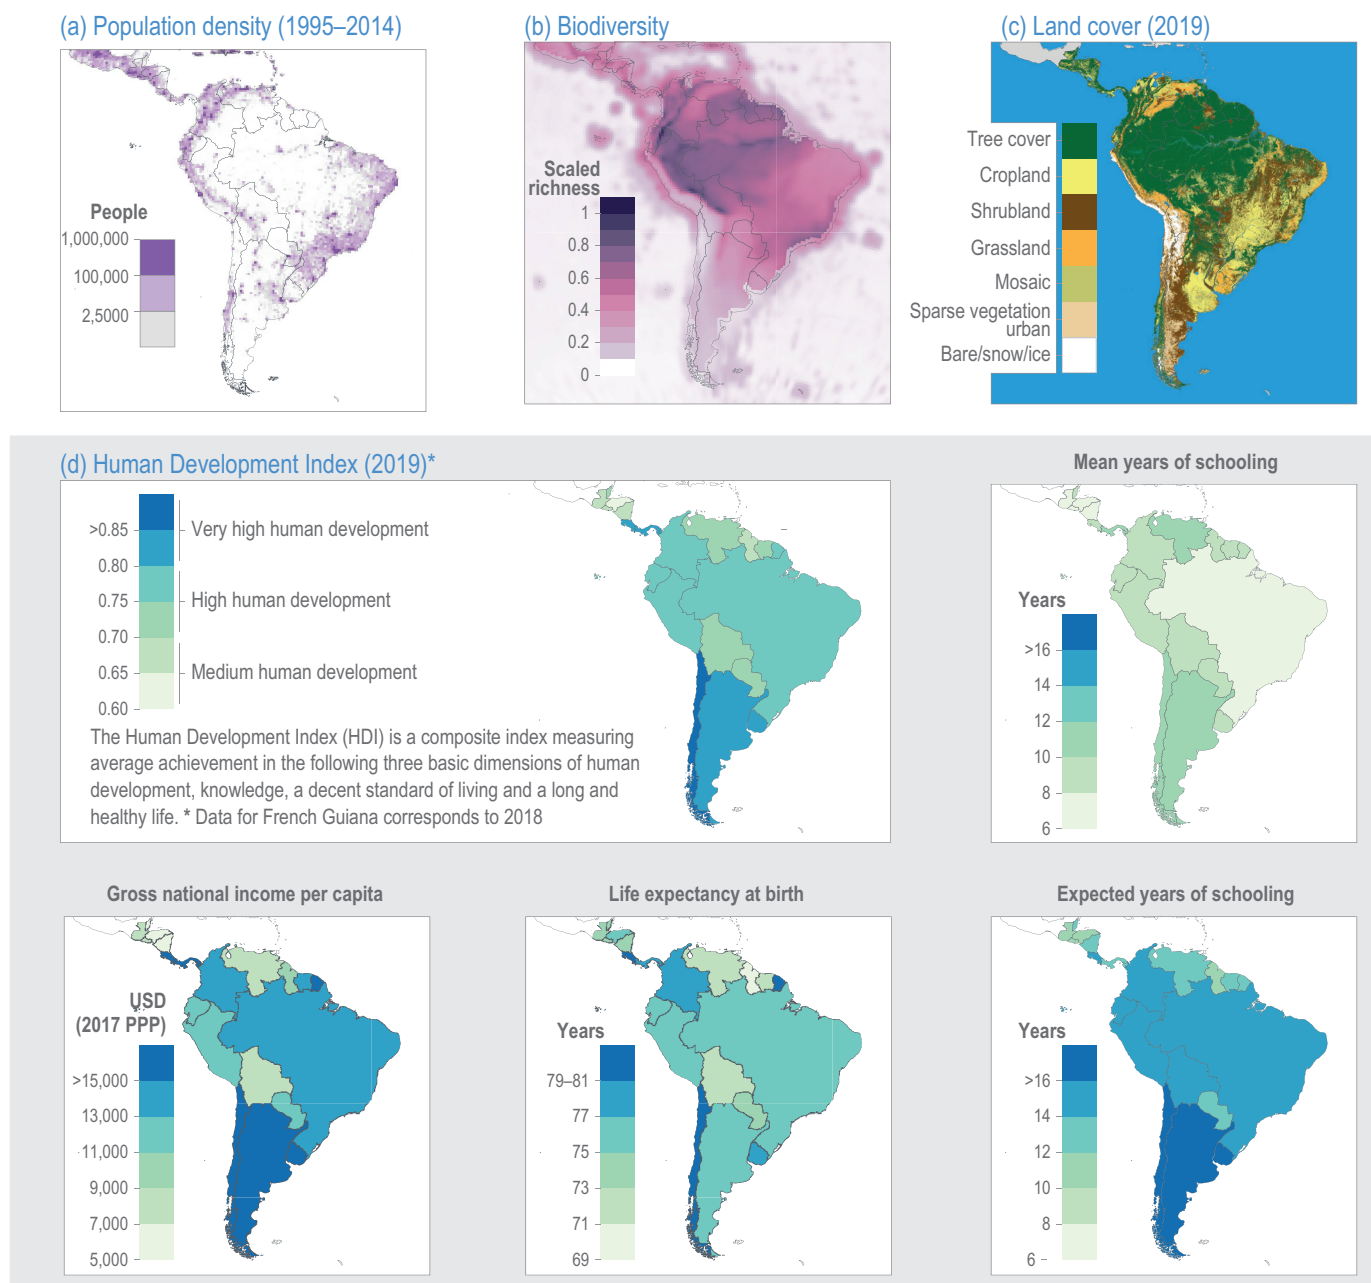 (a) Population density (1995–2014)
People
1,000,000
100,000
2,5000
(b) Biodiversity
Scaled
richness
1
0.8
0.6
0.4
0.2
0
(c) Land cover (2019)
Tree cover
Cropland
Shrubland
Grassland
Mosaic
Sparse vegetation
urban
Bare/snow/ice
(d) Human Development Index (2019)*
>0.85
0.80
0.75
0.70
0.65
0.60
Very high human development
High human development
Medium human development
The Human Development Index (HDI) is a composite index measuring
average achievement in the following three basic dimensions of human
development, knowledge, a decent standard of living and a long and
healthy life. * Data for French Guiana corresponds to 2018
Mean years of schooling
Years
>16
14
12
10
8
6
Gross national income per capita
USD
(2017 PPP)
>15,000
13,000
11,000
9,000
7,000
5,000
Life expectancy at birth
Years
79–81
77
75
73
71
69
Expected years of schooling
Years
>16
14
12
10
8
6